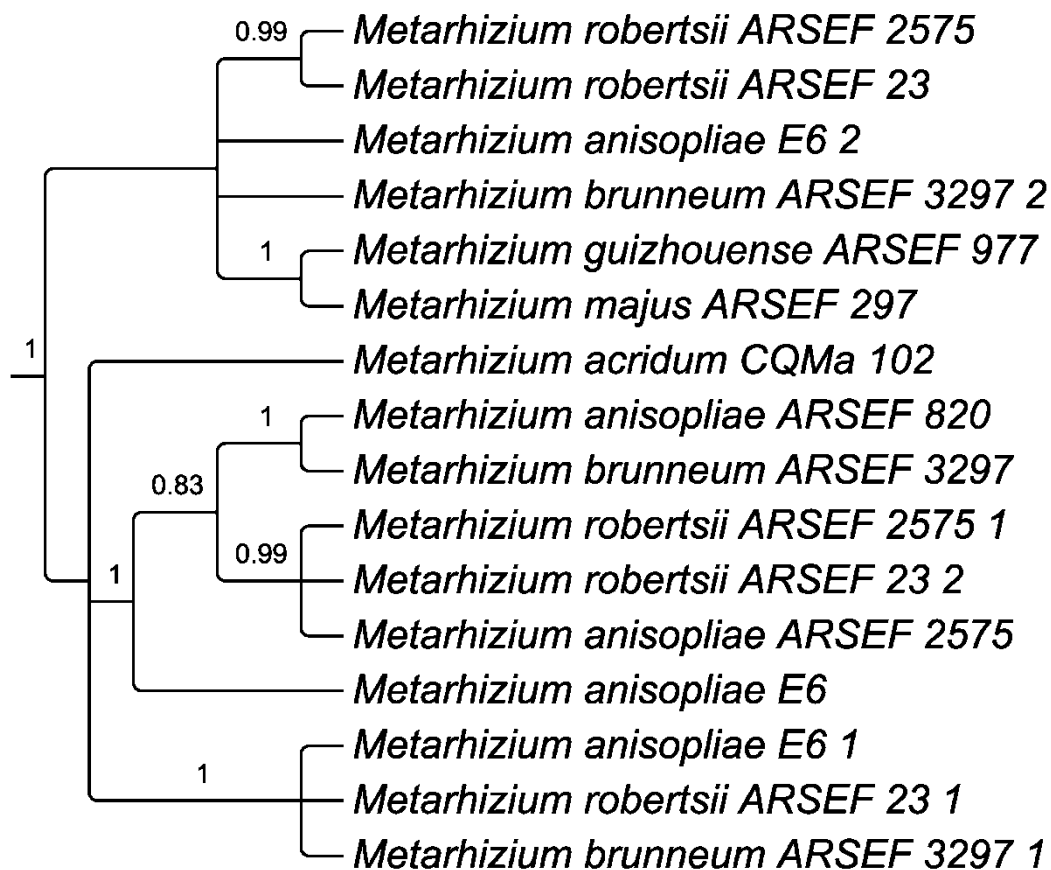 0.99
Metarhizium robertsii ARSEF 2575
Metarhizium robertsii ARSEF 23
Metarhizium anisopliae E6 2
Metarhizium brunneum ARSEF 3297 2
1
Metarhizium guizhouense ARSEF 977
Metarhizium majus ARSEF 297
1
Metarhizium acridum CQMa 102
1
Metarhizium anisopliae ARSEF 820
Metarhizium brunneum ARSEF 3297
0.83
Metarhizium robertsii ARSEF 2575 1
0.99
1
Metarhizium robertsii ARSEF 23 2
Metarhizium anisopliae ARSEF 2575
Metarhizium anisopliae E6
Metarhizium anisopliae E6 1
1
Metarhizium robertsii ARSEF 23 1
Metarhizium brunneum ARSEF 3297 1